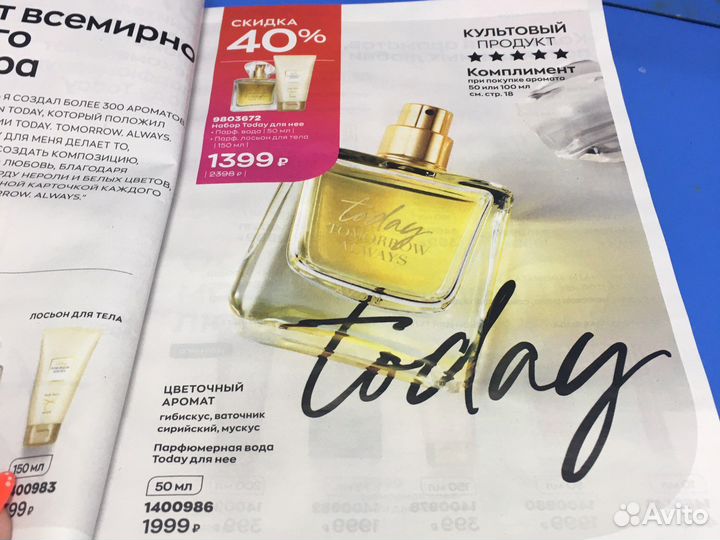 т всемирно
го
ра
Я СОЗДАЛ БОЛЕЕ 300 АРОМАТОВ
TODAY, КОТОРЫЙ ПОЛОЖИЛ
ИИ TODAY. TOMORROW. ALWAYS.
ДЛЯ МЕНЯ ДЕЛАЕТ ТО,
СОЗДАТЬ КОМПОЗИЦИЮ,
ЛЮБОВЬ, БЛАГОДАРЯ
РДУ НЕРОЛИ И БЕЛЫХ ЦВЕТОВ,
НОЙ КАРТОЧКОЙ КАЖДОГО
ROW. ALWAYS."
ЛОСЬОН ДЛЯ ТЕЛА
150 МЛ
400983
99 ₽
СКИДКА
40%
9803672
Набор Today для нее
• Парф. вода | 50 мл |
• Парф. лосьон для тела
| 150 мл |
1399 ₽
| 2398 ₽ |
КУЛЬТОВЫЙ
ПРОДУКТ
★★★★★
Комплимент
при покупке аромата
50 или 100 мл
см. стр. 18
today
TOMORROW
ALWAYS
today
ЦВЕТОЧНЫЙ
АРОМАТ
гибискус, ваточник
сирийский, мускус
Парфюмерная вода
Today для нее
50 мл
1400986
1999 ₽
Avito